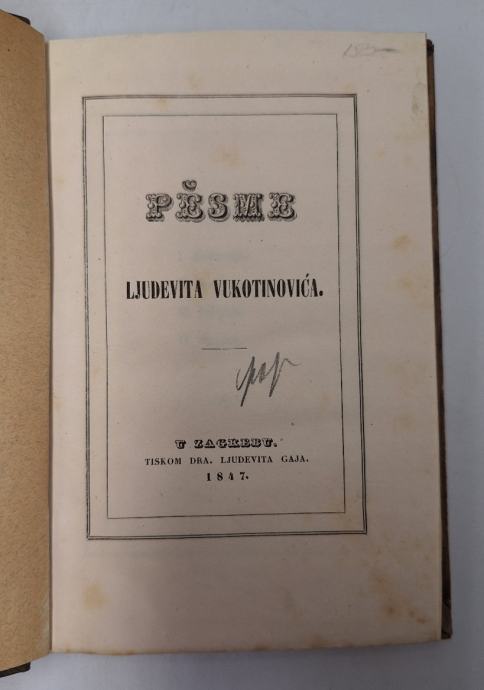 PĚSME
LJUDEVITA VUKOTINOVIĆA.
U ZAGREBU.
TISKOM DRA. LJUDEVITA GAJA.
1847.